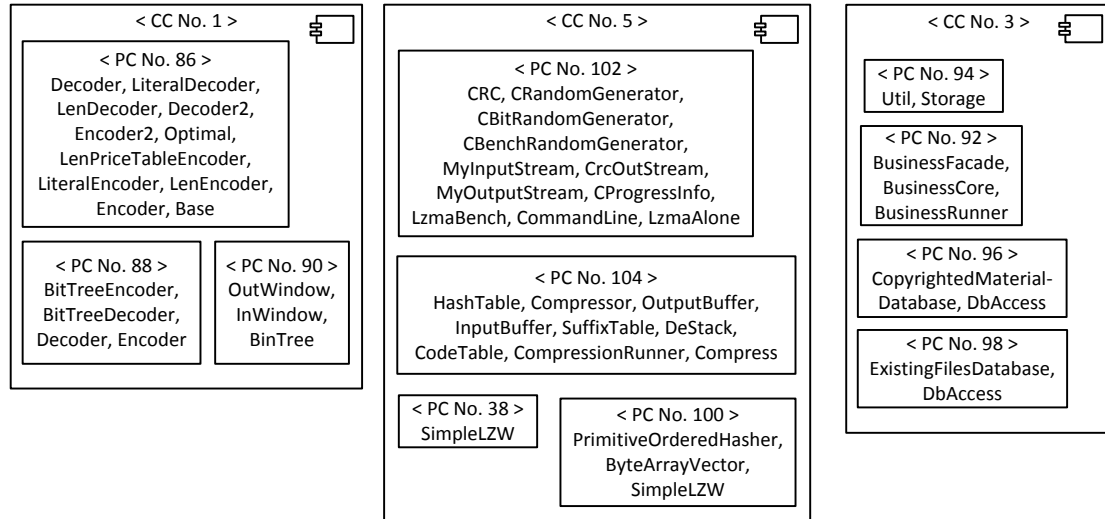 < CC No. 1 >
< PC No. 86 >
Decoder, LiteralDecoder,
LenDecoder, Decoder2,
Encoder2, Optimal,
LenPriceTableEncoder,
LiteralEncoder, LenEncoder,
Encoder, Base
< PC No. 88 >
BitTreeEncoder,
BitTreeDecoder,
Decoder, Encoder
< PC No. 90 >
OutWindow,
InWindow,
BinTree
< CC No. 5 >
< PC No. 102 >
CRC, CRandomGenerator,
CBitRandomGenerator,
CBenchRandomGenerator,
MyInputStream, CrcOutStream,
MyOutputStream, CProgressInfo,
LzmaBench, CommandLine, LzmaAlone
< PC No. 104 >
HashTable, Compressor, OutputBuffer,
InputBuffer, SuffixTable, DeStack,
CodeTable, CompressionRunner, Compress
< PC No. 38 >
SimpleLZW
< PC No. 100 >
PrimitiveOrderedHasher,
ByteArrayVector,
SimpleLZW
< CC No. 3 >
< PC No. 94 >
Util, Storage
< PC No. 92 >
BusinessFacade,
BusinessCore,
BusinessRunner
< PC No. 96 >
CopyrightedMaterial-
Database, DbAccess
< PC No. 98 >
ExistingFilesDatabase,
DbAccess